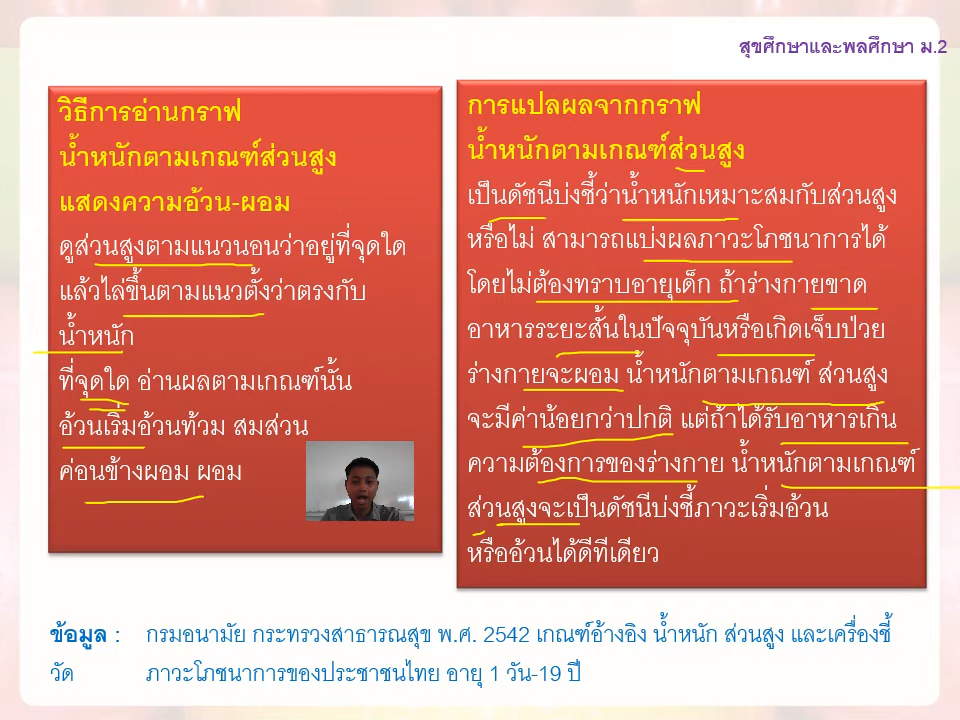 สุขศึกษาและพลศึกษา ม.2
วิธีการอ่านกราฟ
น้ำหนักตามเกณฑ์ส่วนสูง
แสดงความอ้วน-ผอม
ดูส่วนสูงตามแนวนอนว่าอยู่ที่จุดใด
แล้วไล่ขึ้นตามแนวตั้งว่าตรงกับ
น้ำหนัก
ที่จุดใด อ่านผลตามเกณฑ์นั้น
อ้วนเริ่มอ้วนท้วม สมส่วน
ค่อนข้างผอม ผอม
การแปลผลจากกราฟ
น้ำหนักตามเกณฑ์ส่วนสูง
เป็นดัชนีบ่งชี้ว่าน้ำหนักเหมาะสมกับส่วนสูง
หรือไม่ สามารถแบ่งผลภาวะโภชนาการได้
โดยไม่ต้องทราบอายุเด็ก ถ้าร่างกายขาด
อาหารระยะสั้นในปัจจุบันหรือเกิดเจ็บป่วย
ร่างกายจะผอม น้ำหนักตามเกณฑ์ ส่วนสูง
จะมีค่าน้อยกว่าปกติ แต่ถ้าได้รับอาหารเกิน
ความต้องการของร่างกาย น้ำหนักตามเกณฑ์
ส่วนสูงจะเป็นดัชนีบ่งชี้ภาวะเริ่มอ้วน
หรืออ้วนได้ดีทีเดียว
ข้อมูล : กรมอนามัย กระทรวงสาธารณสุข พ.ศ. 2542 เกณฑ์อ้างอิง น้ำหนัก ส่วนสูง และเครื่องชี้
วัด ภาวะโภชนาการของประชาชนไทย อายุ 1 วัน-19 ปี